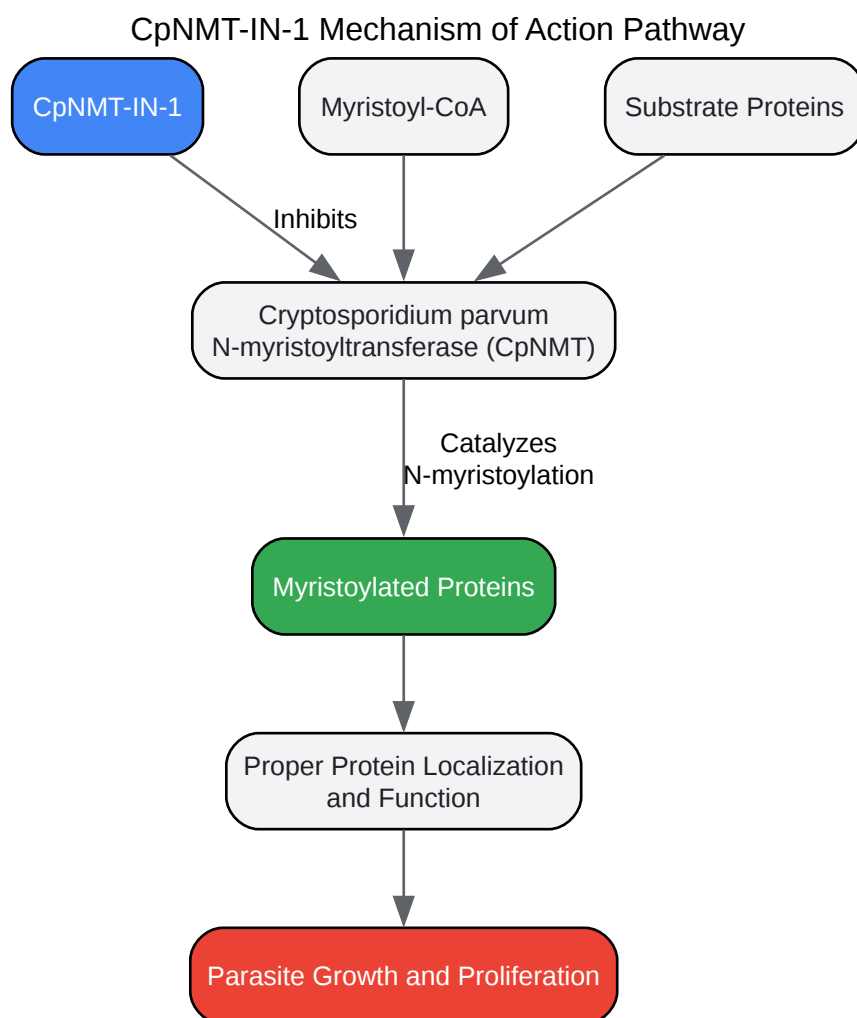 CpNMT-IN-1 Mechanism of Action Pathway
CpNMT-IN-1
Myristoyl-CoA
Substrate Proteins
Inhibits
Cryptosporidium parvum
N-myristoyltransferase (CpNMT)
Catalyzes
N-myristoylation
Myristoylated Proteins
Proper Protein Localization
and Function
Parasite Growth and Proliferation